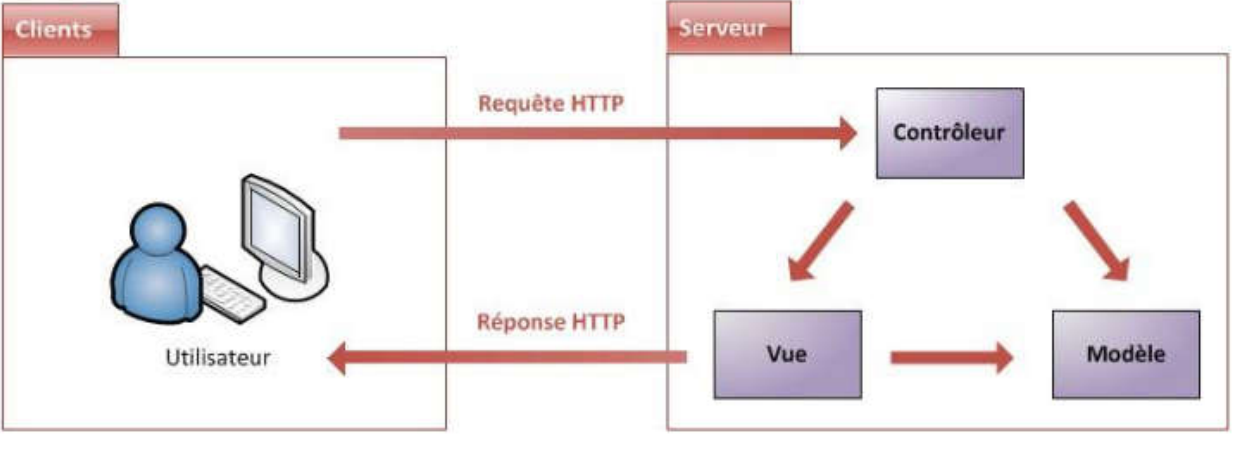 Clients
Serveur
Requête HTTP
Contrôleur
Réponse HTTP
Utilisateur
Vue
Modèle